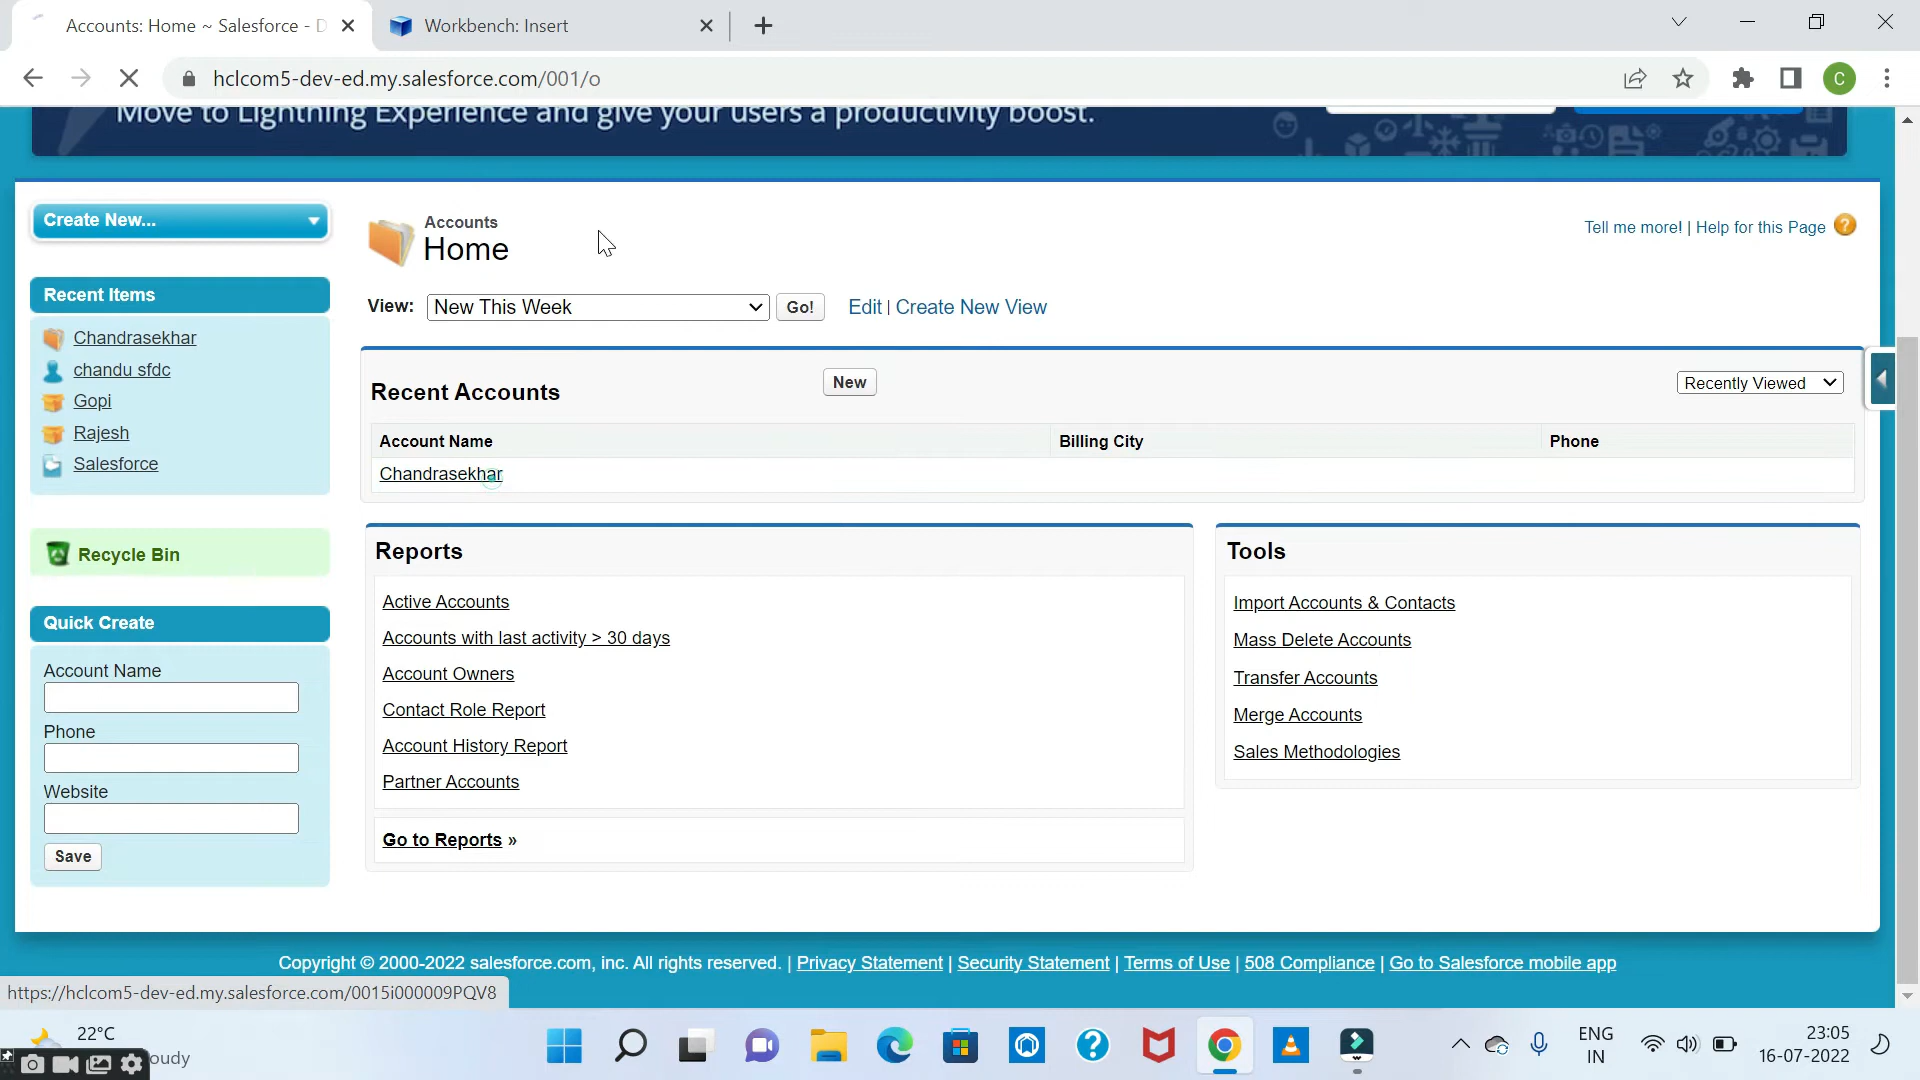 Accounts: Home ~ Salesforce - D
Workbench: Insert
hclcom5-dev-ed.my.salesforce.com/001/o
C
Move to Lightning Experience and give your users a productivity boost.
Create New...
Accounts
Home
Tell me more! | Help for this Page
?
Recent Items
View: New This Week Go! Edit | Create New View
Chandrasekhar
chandu sfdc
Gopi
Rajesh
Salesforce
Recent Accounts
New
Recently Viewed
Account Name Billing City Phone
Chandrasekhar
Recycle Bin
Reports
Active Accounts
Accounts with last activity > 30 days
Account Owners
Contact Role Report
Account History Report
Partner Accounts
Go to Reports »
Tools
Import Accounts & Contacts
Mass Delete Accounts
Transfer Accounts
Merge Accounts
Sales Methodologies
Quick Create
Account Name
Phone
Website
Save
Copyright © 2000-2022 salesforce.com, inc. All rights reserved. | Privacy Statement | Security Statement | Terms of Use | 508 Compliance | Go to Salesforce mobile app
https://hclcom5-dev-ed.my.salesforce.com/0015i000009PQV8
22°C
oudy
?
ENG
IN
23:05
16-07-2022